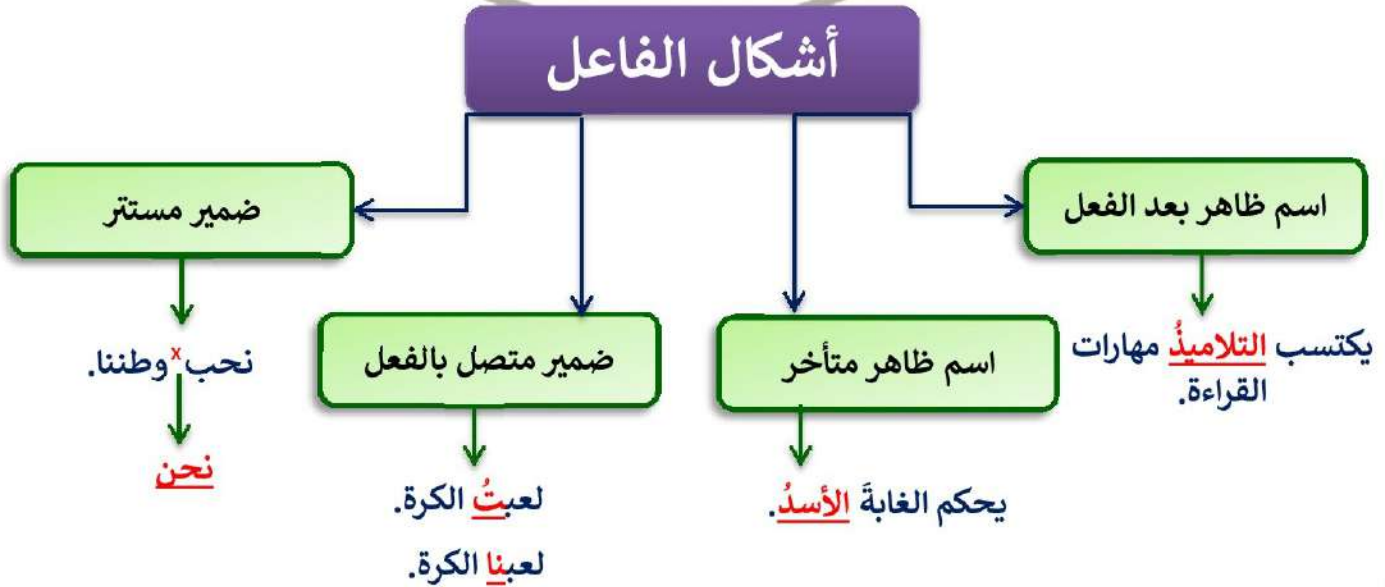 أشكال الفاعل
اسم ظاهر بعد الفعل
يكتسب التلاميذُ مهارات
القراءة.
اسم ظاهر متأخر
يحكم الغابةَ الأسدُ.
ضمير متصل بالفعل
لعبتُ الكرة.
لعبنا الكرة.
ضمير مستتر
نحب x وطننا.
نحن